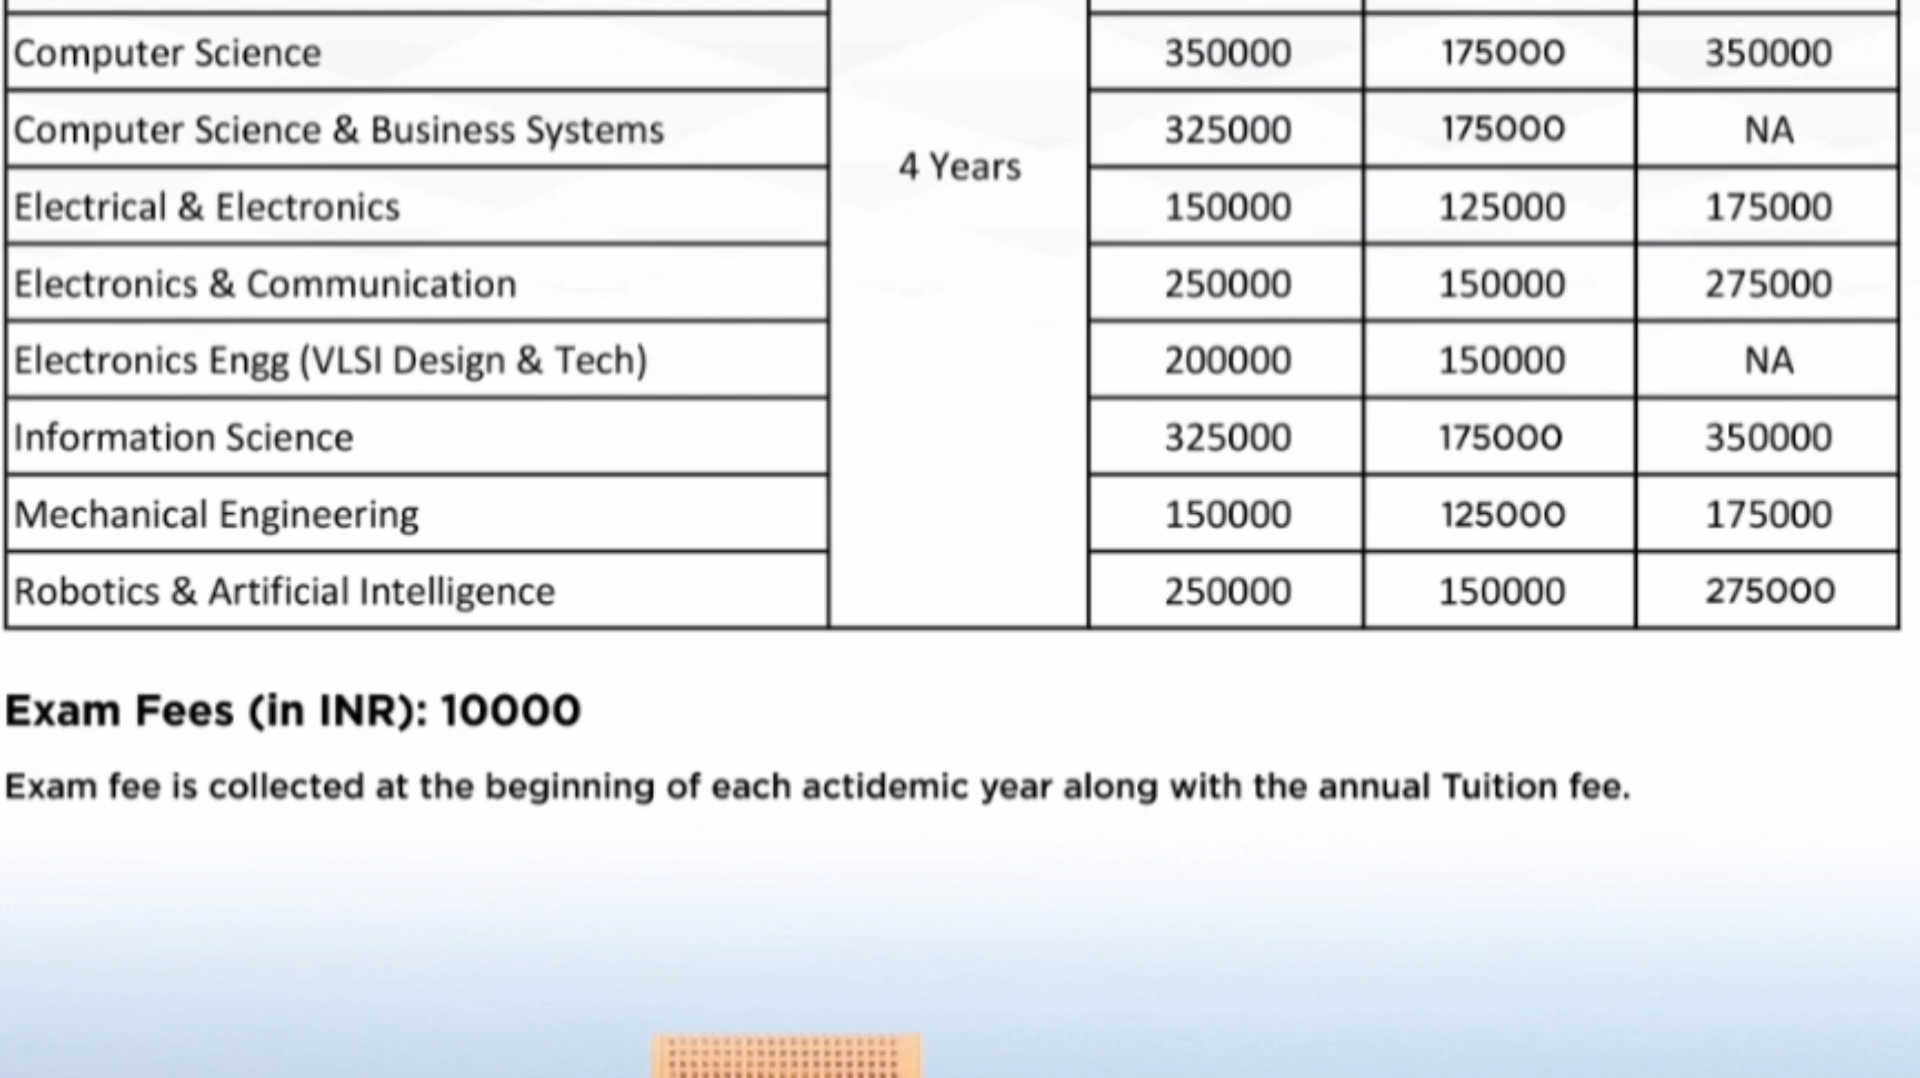 Computer Science 350000 175000 350000
Computer Science & Business Systems 325000 175000 NA
4 Years
Electrical & Electronics 150000 125000 175000
Electronics & Communication 250000 150000 275000
Electronics Engg (VLSI Design & Tech) 200000 150000 NA
Information Science 325000 175000 350000
Mechanical Engineering 150000 125000 175000
Robotics & Artificial Intelligence 250000 150000 275000
Exam Fees (in INR): 10000
Exam fee is collected at the beginning of each actidemic year along with the annual Tuition fee.